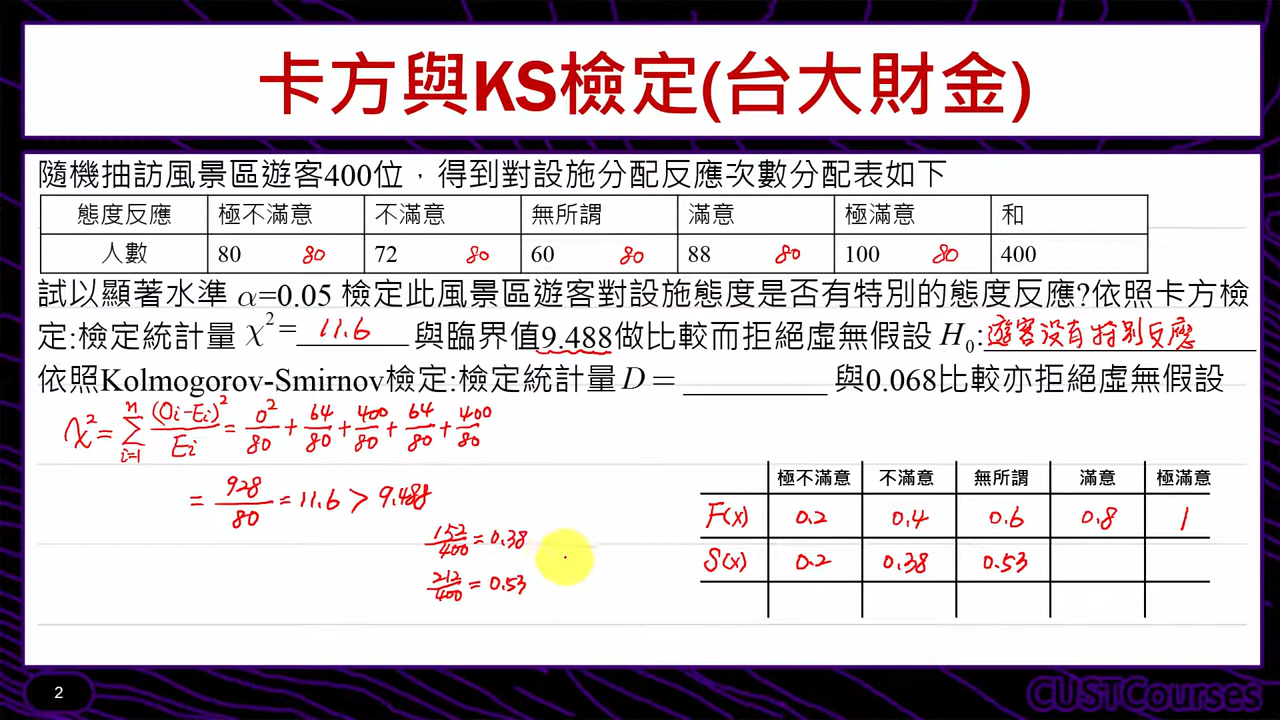 卡方與KS檢定(台大財金)
隨機抽訪風景區遊客400位，得到對設施分配反應次數分配表如下
態度反應 極不滿意 不滿意 無所謂 滿意 極滿意 和
人數 80 80 72 80 60 80 88 80 100 80 400
試以顯著水準 α=0.05 檢定此風景區遊客對設施態度是否有特別的態度反應?依照卡方檢
定:檢定統計量 χ²= 11.6 與臨界值9.488做比較而拒絕虛無假設 H₀:遊客沒有特別反應
依照Kolmogorov-Smirnov檢定:檢定統計量 D = ________ 與0.068比較亦拒絕虛無假設
χ² = Σ_{i=1}^{n} (Oi-Ei)²/Ei = 0²/80 + 64/80 + 400/80 + 64/80 + 400/80
= 928/80 = 11.6 > 9.488
152/400 = 0.38
212/400 = 0.53
極不滿意 不滿意 無所謂 滿意 極滿意
F(x) 0.2 0.4 0.6 0.8 1
S(x) 0.2 0.38 0.53
2
CUSTCourses